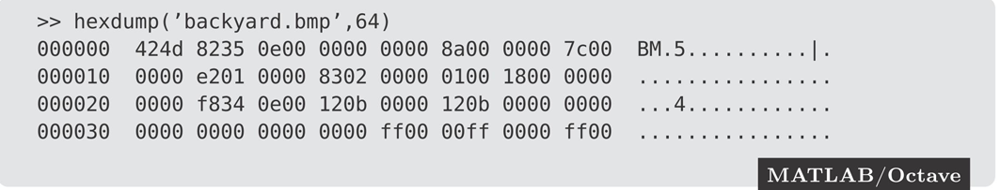 >> hexdump(’backyard.bmp’,64)
000000  424d 8235 0e00 0000 0000 8a00 0000 7c00  BM.5..........|.
000010  e201 0000 8302 0000 0100 1800 0000  ................
000020  0000 f834 0e00 120b 0000 120b 0000 0000  ...4............
000030  0000 0000 0000 0000 ff00 00ff 0000 ff00  ................
MATLAB/Octave